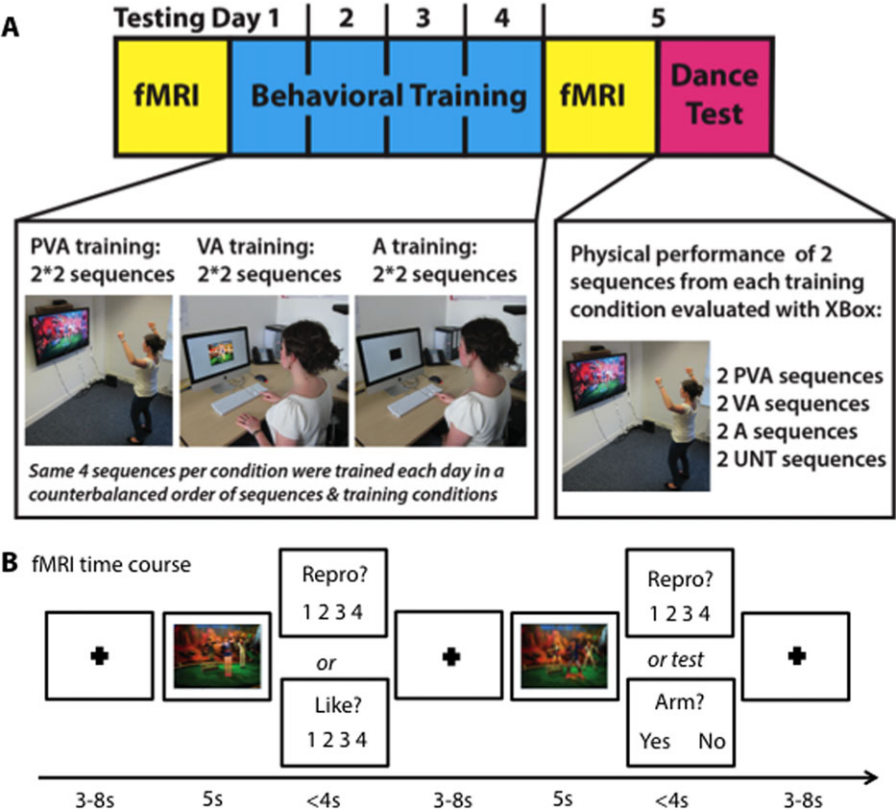 A
Testing Day 1 2 3 4 5
fMRI Behavioral Training fMRI Dance
Test
PVA training: VA training: A training:
2*2 sequences 2*2 sequences 2*2 sequences
Same 4 sequences per condition were trained each day in a
counterbalanced order of sequences & training conditions
Physical performance of 2
sequences from each training
condition evaluated with XBox:
2 PVA sequences
2 VA sequences
2 A sequences
2 UNT sequences
B fMRI time course
Repro?
1 2 3 4
or
Like?
1 2 3 4
Repro?
1 2 3 4
or test
Arm?
Yes No
3-8s 5s <4s 3-8s 5s <4s 3-8s